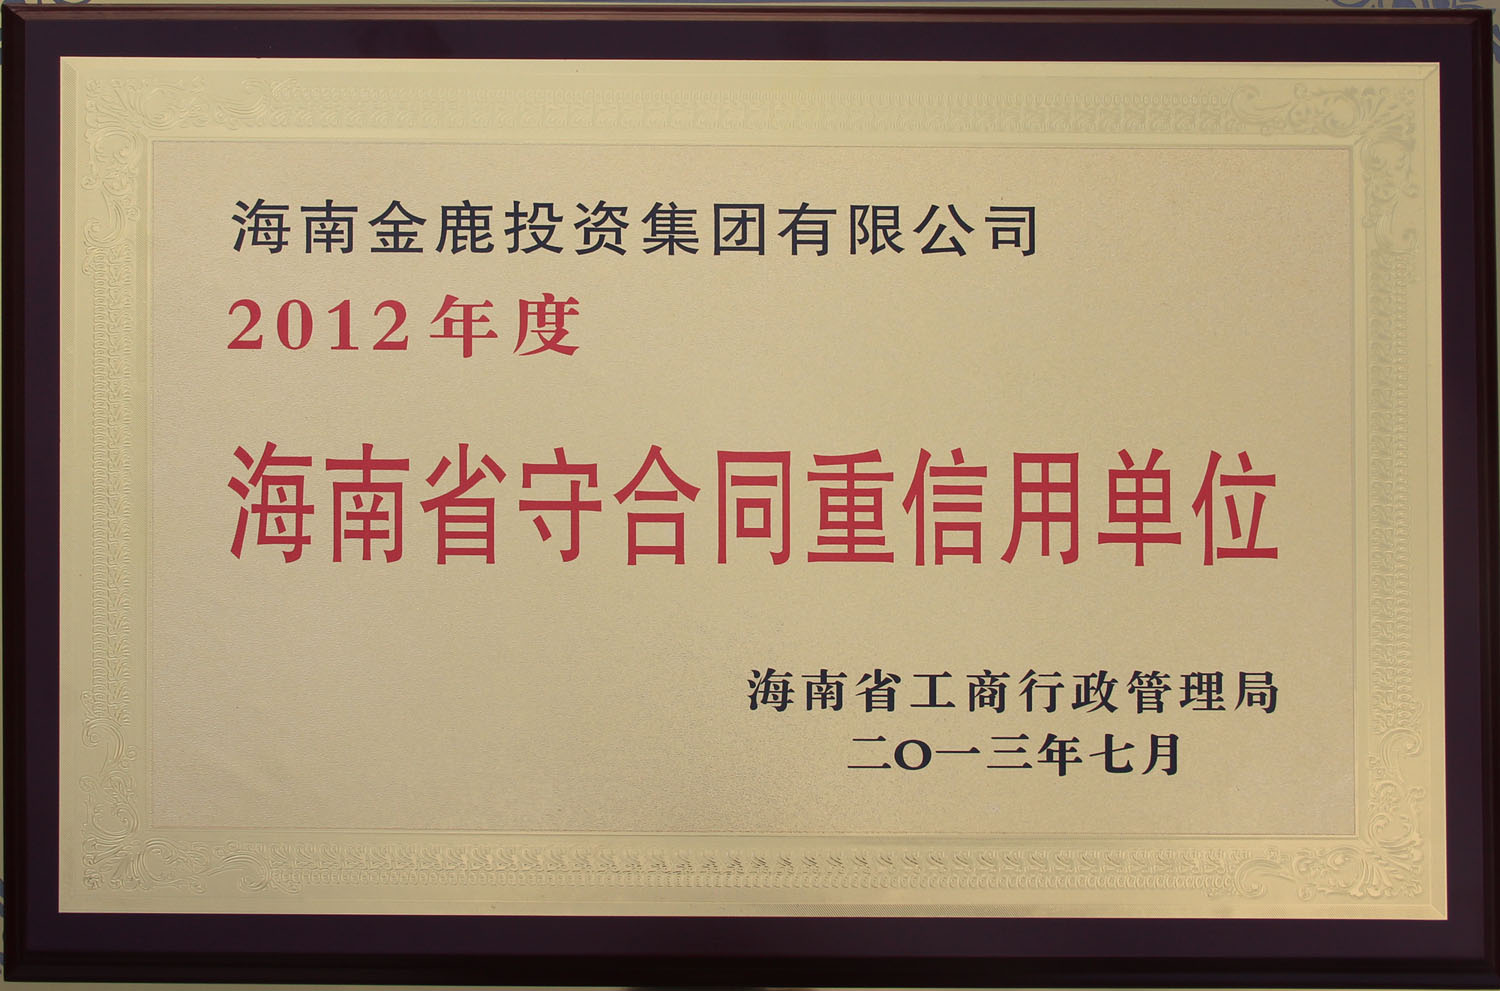 海南金鹿投资集团有限公司
2012年度
海南省守合同重信用单位
海南省工商行政管理局
二〇一三年七月